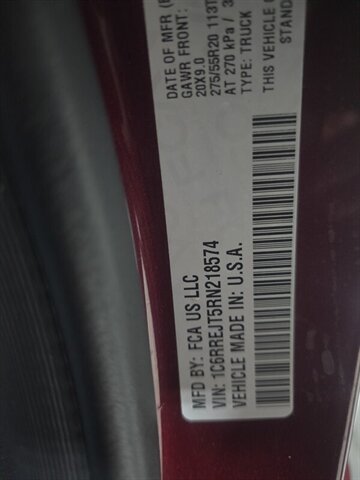 DATE OF MFR
GAWR FRONT:
20X9.0
275/55R20 113T
AT 270 kPa /
TYPE: TRUCK
THIS VEHICLE
STAND
MFD BY: FCA US LLC
VIN: 1C6RREJT5RN218574
VEHICLE MADE IN: U.S.A.